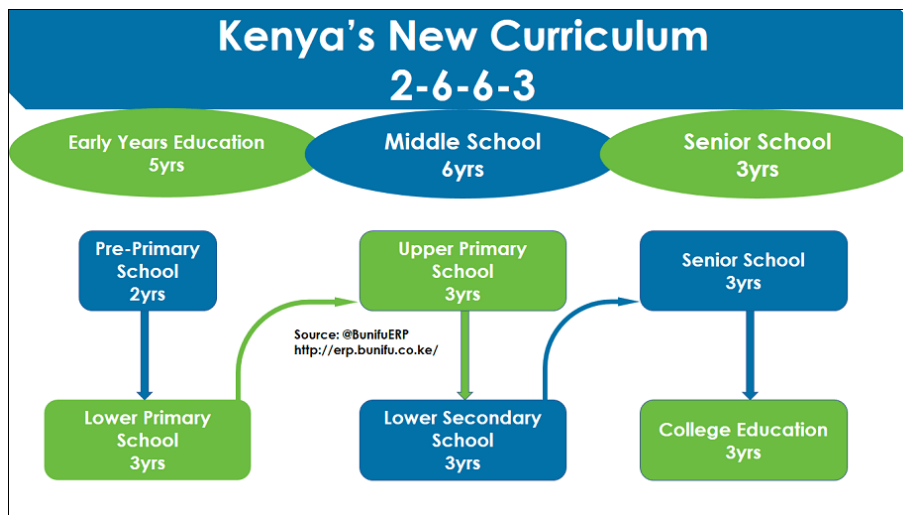 Kenya's New Curriculum
2-6-6-3
Early Years Education
5yrs
Middle School
6yrs
Senior School
3yrs
Pre-Primary
School
2yrs
Upper Primary
School
3yrs
Senior School
3yrs
Source: @BunifuERP
http://erp.bunifu.co.ke/
Lower Primary
School
3yrs
Lower Secondary
School
3yrs
College Education
3yrs